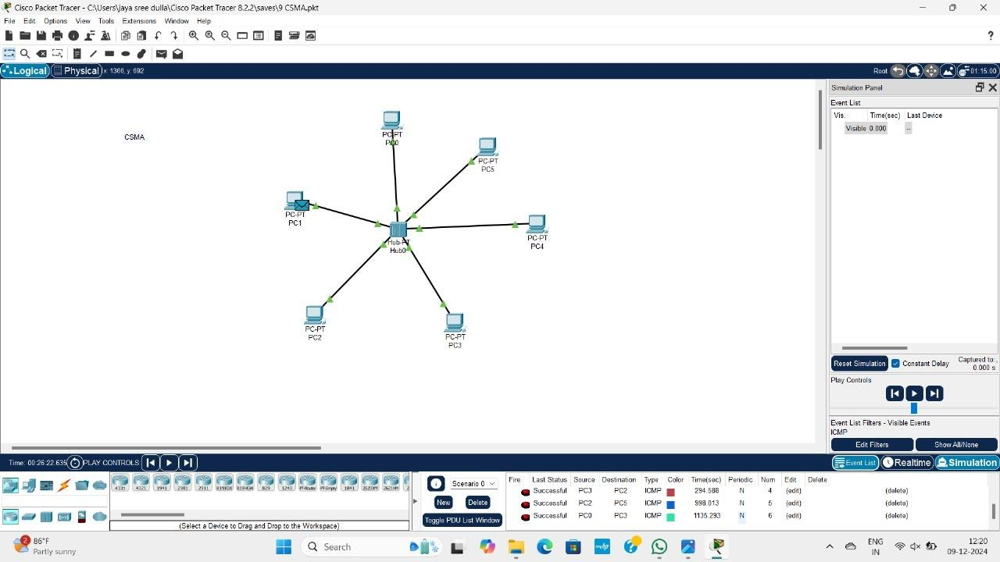 Cisco Packet Tracer - C:\Users\jaya sree dulla\Cisco Packet Tracer 8.2.2\saves\9 CSMA.pkt
File Edit Options View Tools Extensions Window Help
?
Logical Physical x: 1366, y: 692 Root 01:15:00
Simulation Panel
Event List
Vis. Time(sec) Last Device
Visible 0.000 --
CSMA
PC-PT
PC0
PC-PT
PC5
PC-PT
PC1
PC-PT
PC4
Hub-PT
Hub0
PC-PT
PC2
PC-PT
PC3
Reset Simulation Constant Delay Captured to:
0.000 s
Play Controls
Event List Filters - Visible Events
ICMP
Edit Filters Show All/None
Time: 00:26:22.635 PLAY CONTROLS: Event List Realtime Simulation
4331 4321 1941 2901 2911 819IOX 819HGW 829 1240 PT-Router PT-Empty 1841 2620XM 2621XM
(Select a Device to Drag and Drop to the Workspace)
Scenario 0
New Delete
Toggle PDU List Window
Fire Last Status Source Destination Type Color Time(sec) Periodic Num Edit Delete
Successful PC3 PC2 ICMP 294.588 N 4 (edit) (delete)
Successful PC2 PC5 ICMP 998.013 N 5 (edit) (delete)
Successful PC0 PC3 ICMP 1135.293 N 6 (edit) (delete)
2
86°F
Partly sunny
Search
ENG
IN
12:20
09-12-2024